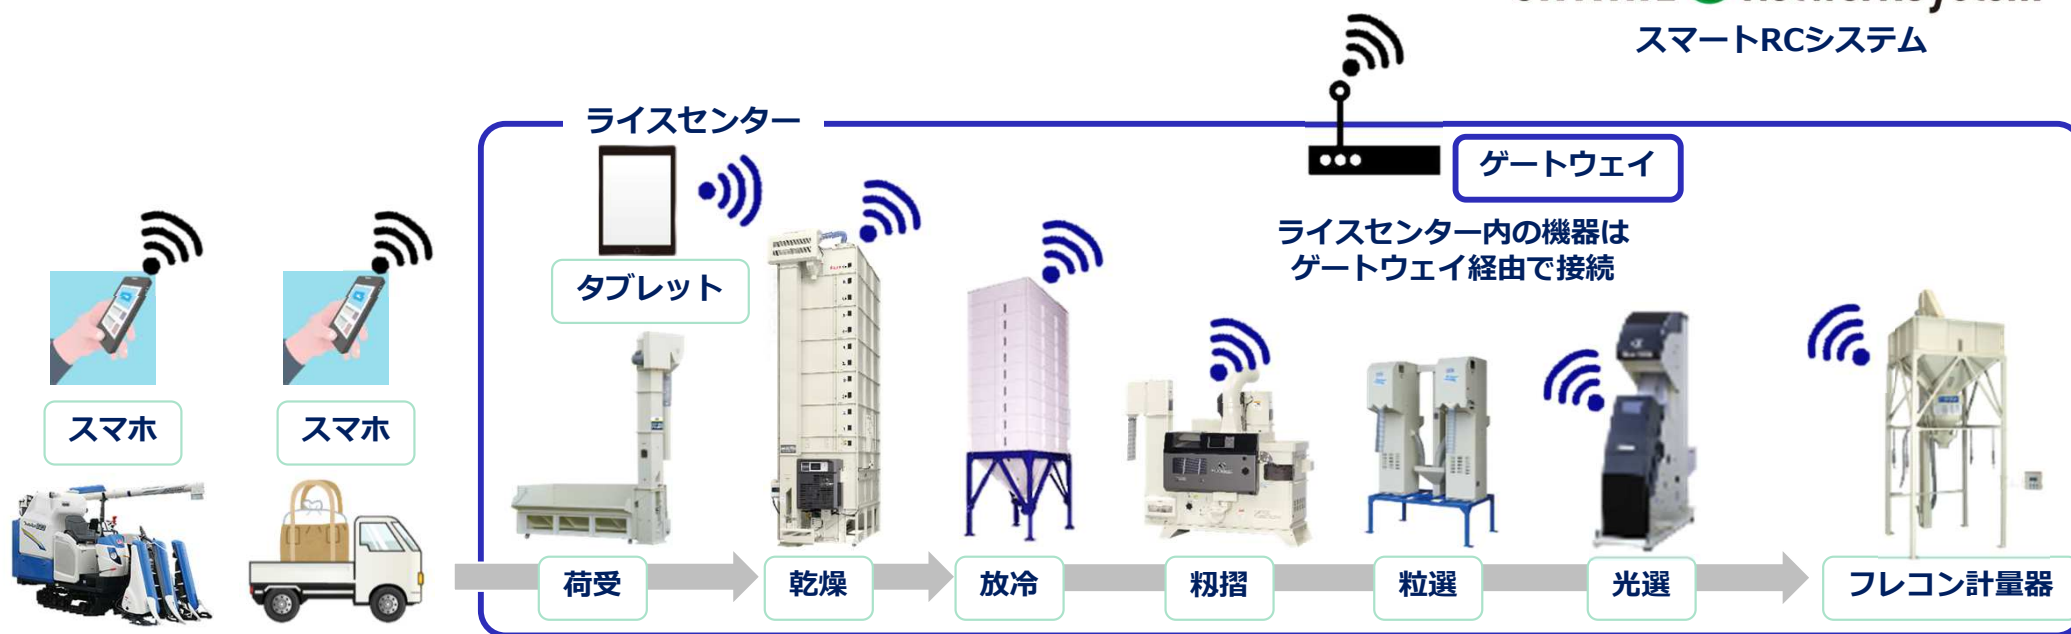 スマートRCシステム
ライスセンター
ゲートウェイ
ライスセンター内の機器は
ゲートウェイ経由で接続
タブレット
スマホ
スマホ
荷受
乾燥
放冷
籾摺
粒選
光選
フレコン計量器